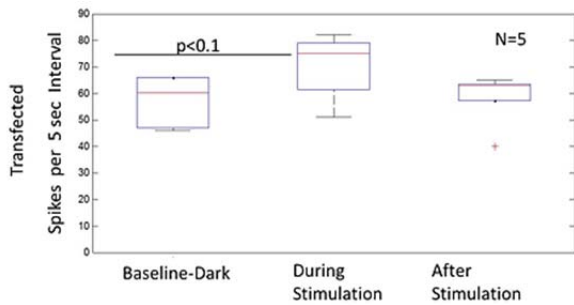 Transfected
Spikes per 5 sec Interval
90
80
70
60
50
40
30
20
10
0
p<0.1
N=5
Baseline-Dark
During
Stimulation
After
Stimulation